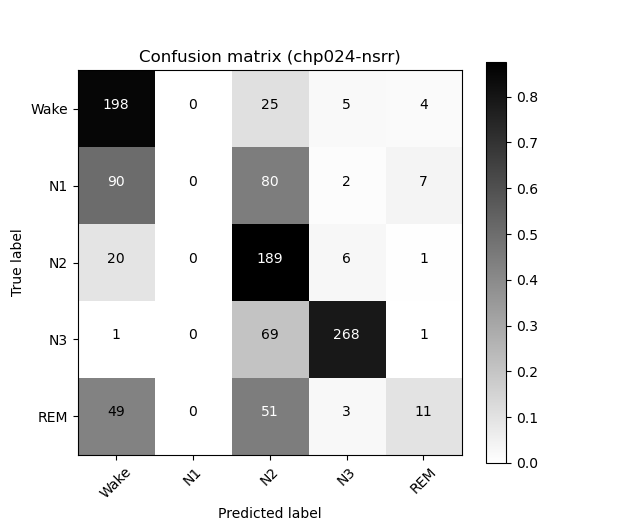 Confusion matrix (chp024-nsrr)
Wake 198 0 25 5 4
N1 90 0 80 2 7
N2 20 0 189 6 1
N3 1 0 69 268 1
REM 49 0 51 3 11
Wake N1 N2 N3 REM
True label
Predicted label
0.8
0.7
0.6
0.5
0.4
0.3
0.2
0.1
0.0